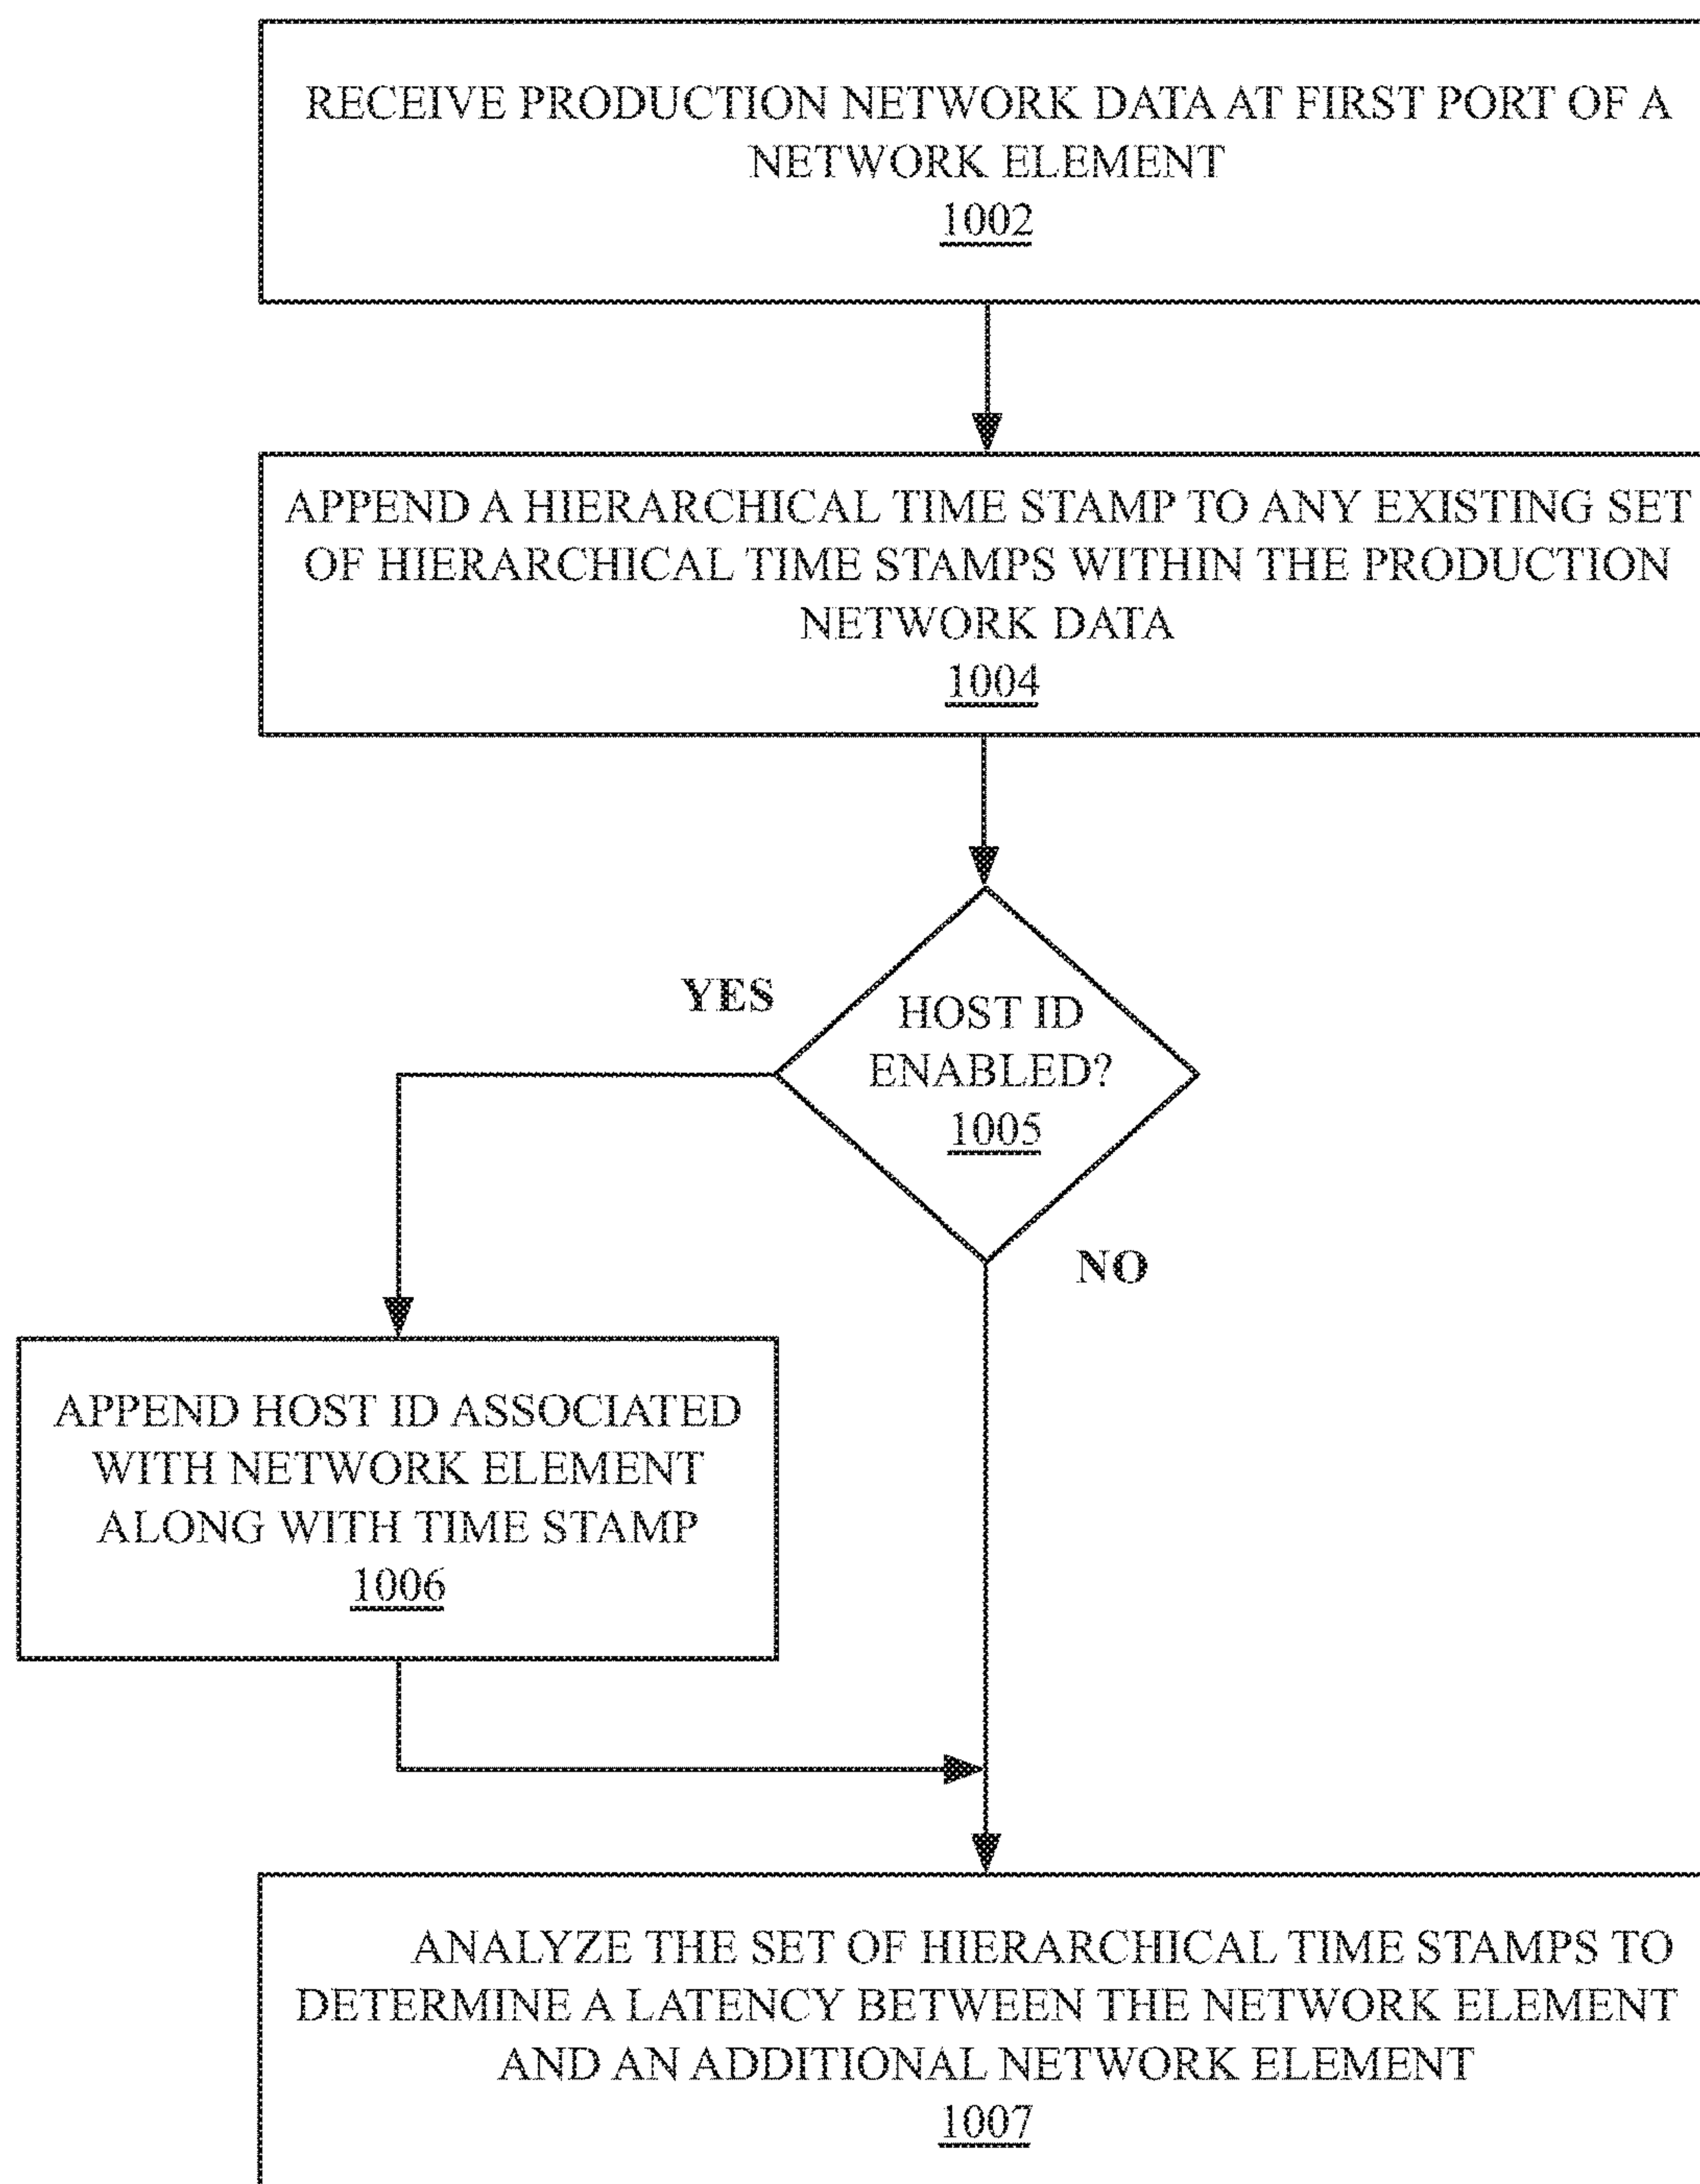 RECEIVE PRODUCTION NETWORK DATA AT FIRST PORT OF A
NETWORK ELEMENT
1002
APPEND A HIERARCHICAL TIME STAMP TO ANY EXISTING SET
OF HIERARCHICAL TIME STAMPS WITHIN THE PRODUCTION
NETWORK DATA
1004
YES
HOST ID
ENABLED?
1005
NO
APPEND HOST ID ASSOCIATED
WITH NETWORK ELEMENT
ALONG WITH TIME STAMP
1006
ANALYZE THE SET OF HIERARCHICAL TIME STAMPS TO
DETERMINE A LATENCY BETWEEN THE NETWORK ELEMENT
AND AN ADDITIONAL NETWORK ELEMENT
1007